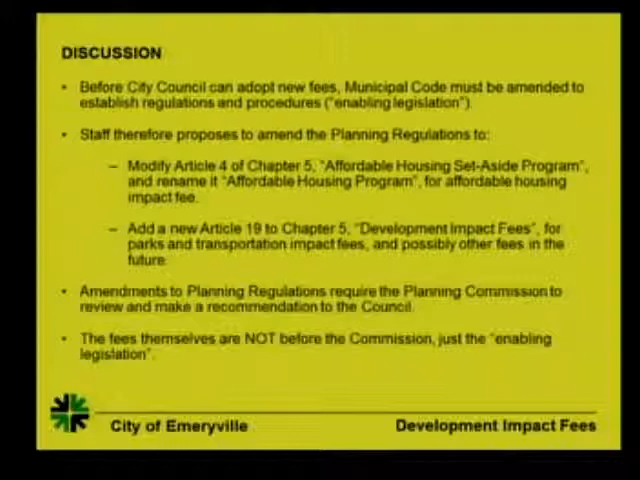 DISCUSSION
• Before City Council can adopt new fees, Municipal Code must be amended to
establish regulations and procedures ("enabling legislation").
• Staff therefore proposes to amend the Planning Regulations to:
– Modify Article 4 of Chapter 5, "Affordable Housing Set-Aside Program",
and rename it "Affordable Housing Program", for affordable housing
impact fee.
– Add a new Article 19 to Chapter 5, "Development Impact Fees", for
parks and transportation impact fees, and possibly other fees in the
future.
• Amendments to Planning Regulations require the Planning Commission to
review and make a recommendation to the Council.
• The fees themselves are NOT before the Commission, just the "enabling
legislation".
City of Emeryville
Development Impact Fees